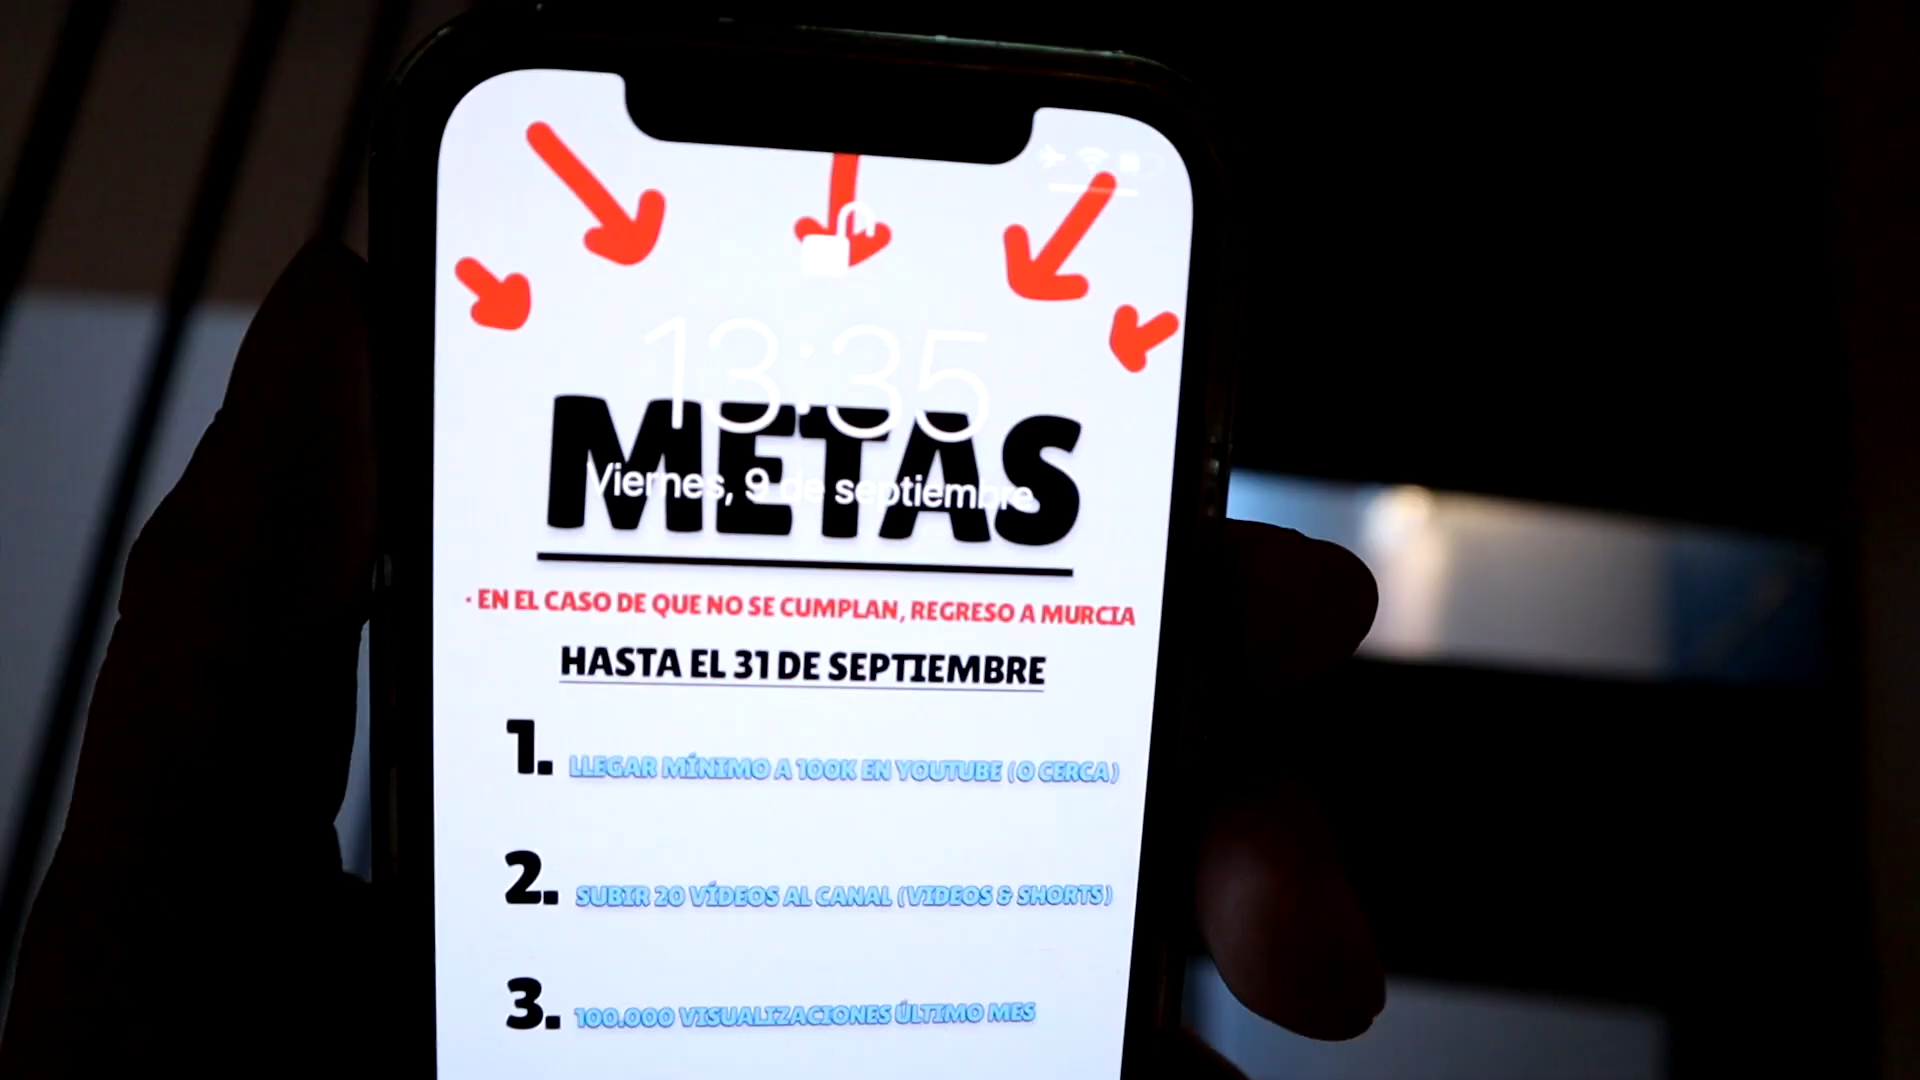 13:35
METAS
Viernes, 9 de septiembre
· EN EL CASO DE QUE NO SE CUMPLAN, REGRESO A MURCIA
HASTA EL 31 DE SEPTIEMBRE
1. LLEGAR MÍNIMO A 100K EN YOUTUBE (O CERCA)
2. SUBIR 20 VÍDEOS AL CANAL (VIDEOS & SHORTS)
3. 100.000 VISUALIZACIONES ÚLTIMO MES